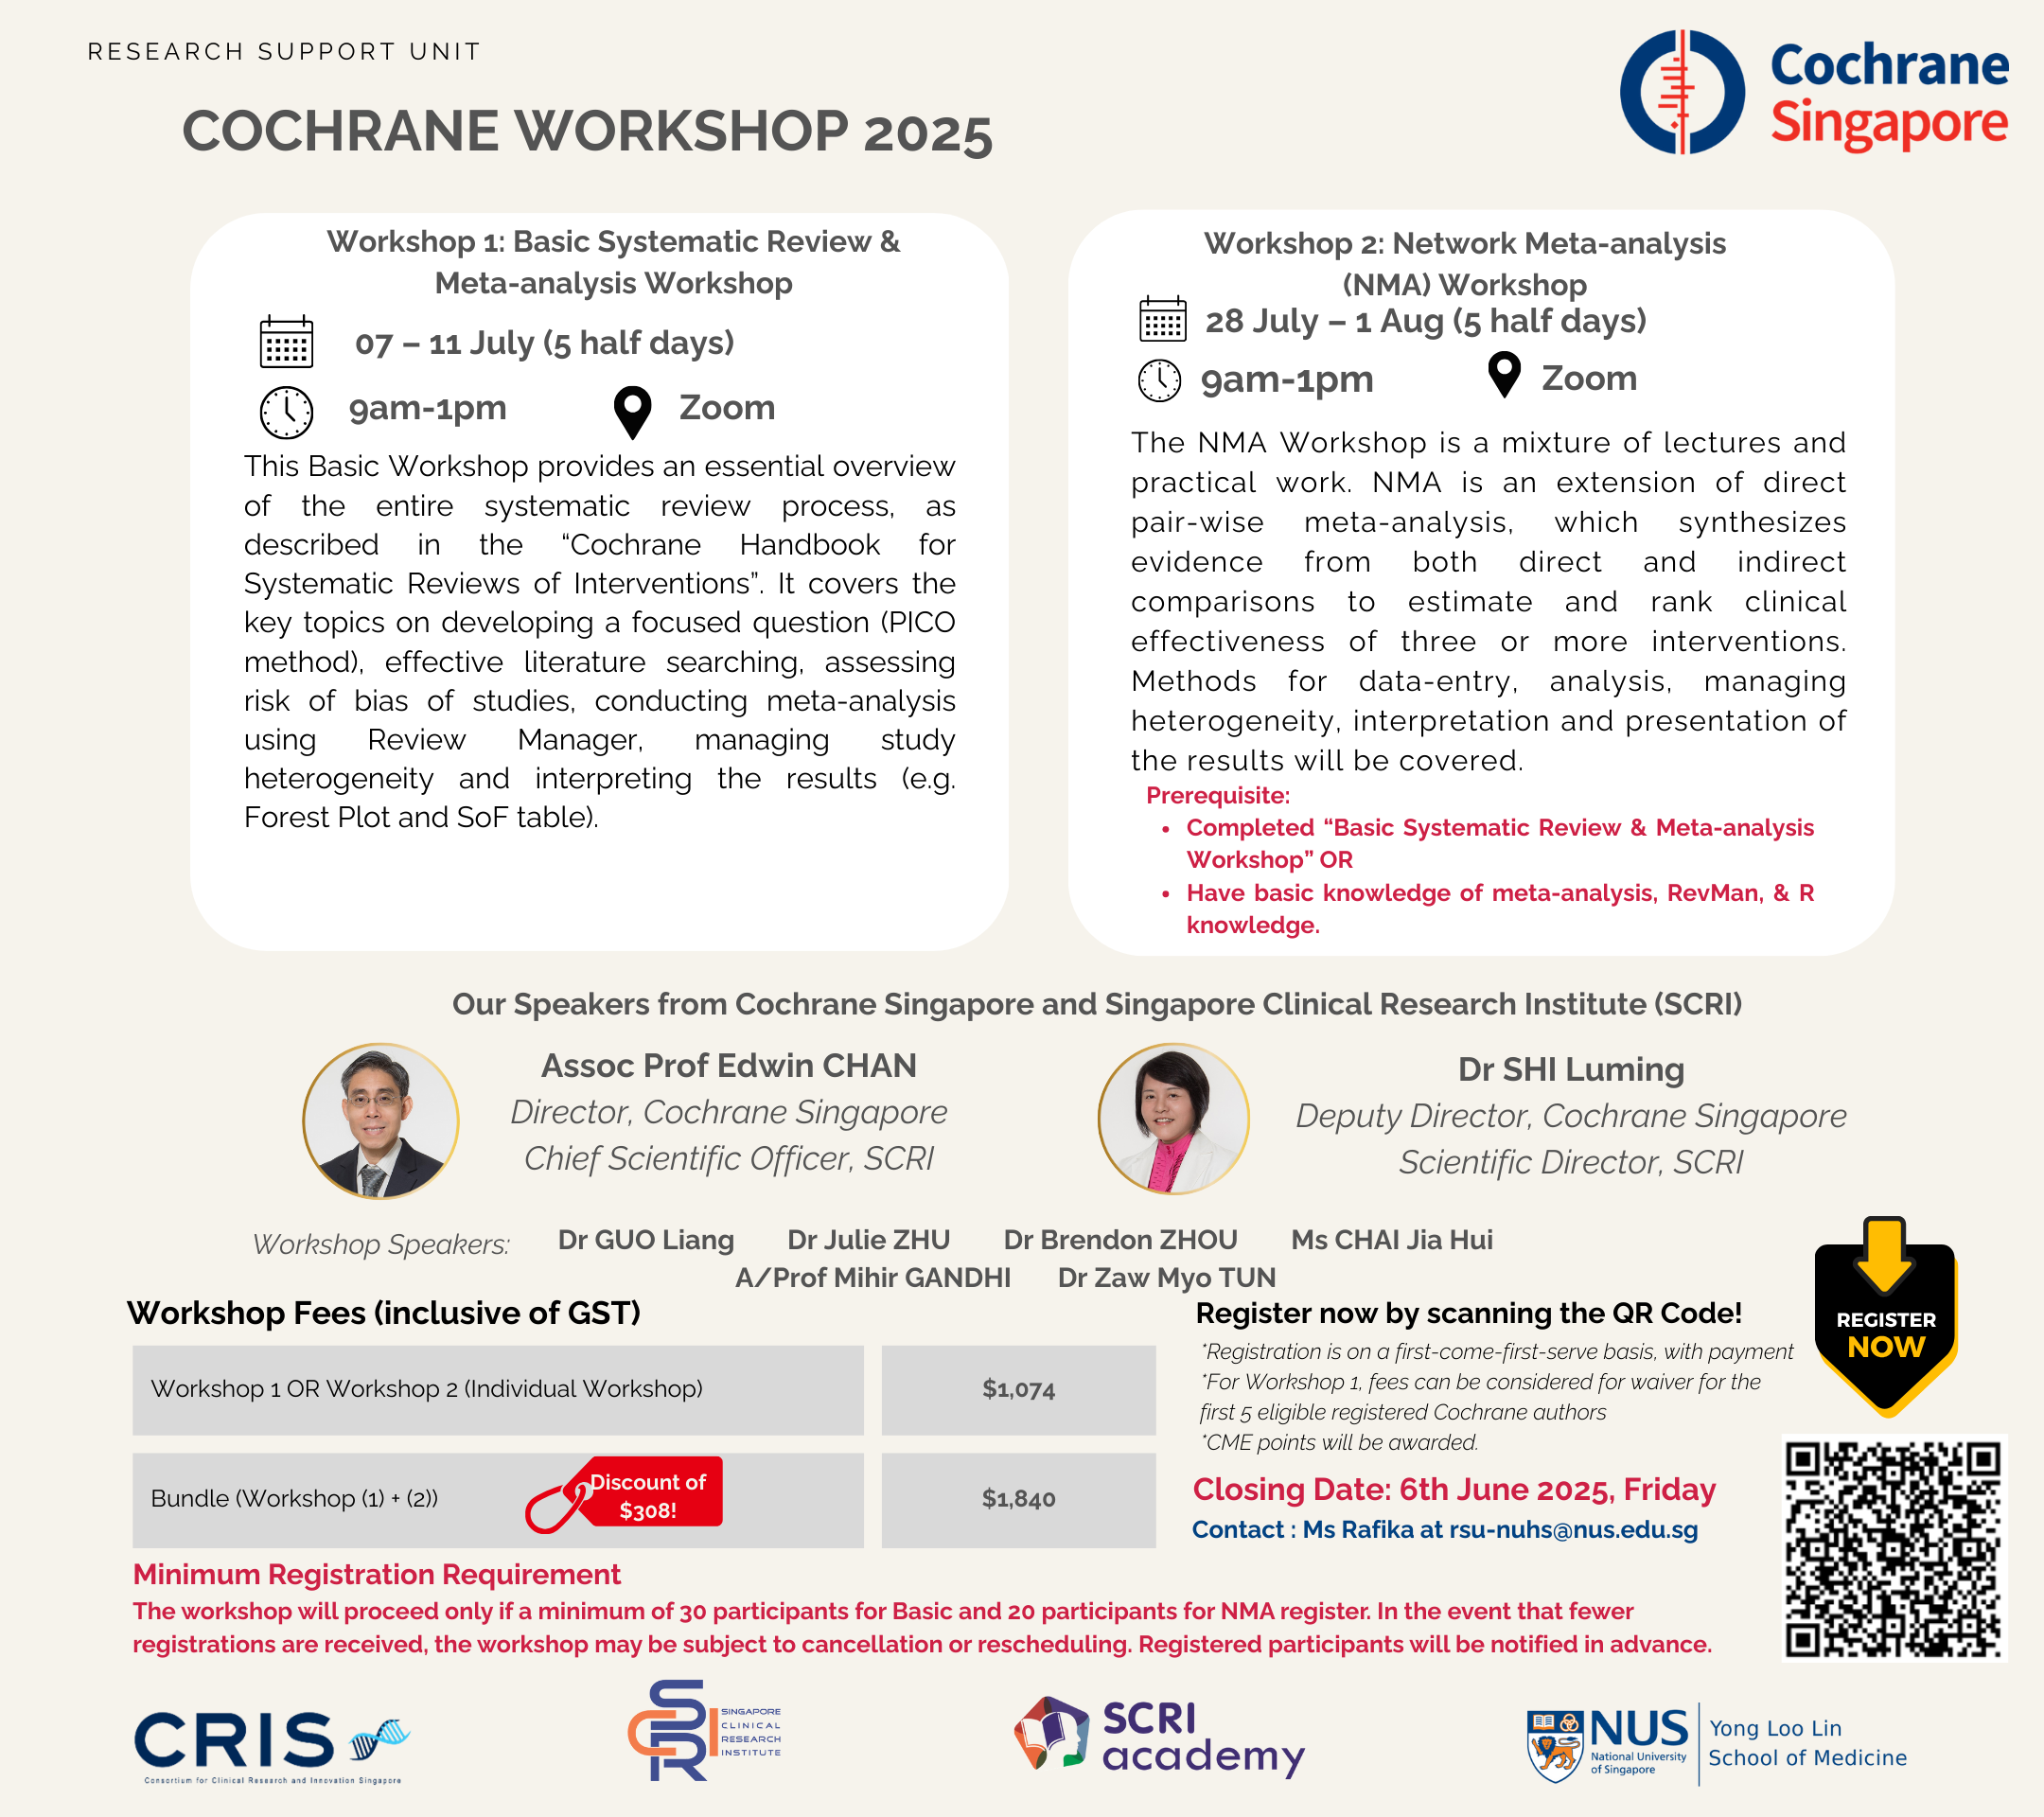 RESEARCH SUPPORT UNIT
COCHRANE WORKSHOP 2025
Cochrane
Singapore
Workshop 1: Basic Systematic Review &
Meta-analysis Workshop
07 – 11 July (5 half days)
9am-1pm
Zoom
This Basic Workshop provides an essential overview
of the entire systematic review process, as
described in the “Cochrane Handbook for
Systematic Reviews of Interventions”. It covers the
key topics on developing a focused question (PICO
method), effective literature searching, assessing
risk of bias of studies, conducting meta-analysis
using Review Manager, managing study
heterogeneity and interpreting the results (e.g.
Forest Plot and SoF table).
Workshop 2: Network Meta-analysis
(NMA) Workshop
28 July – 1 Aug (5 half days)
9am-1pm
Zoom
The NMA Workshop is a mixture of lectures and
practical work. NMA is an extension of direct
pair-wise meta-analysis, which synthesizes
evidence from both direct and indirect
comparisons to estimate and rank clinical
effectiveness of three or more interventions.
Methods for data-entry, analysis, managing
heterogeneity, interpretation and presentation of
the results will be covered.
Prerequisite:
• Completed “Basic Systematic Review & Meta-analysis
Workshop” OR
• Have basic knowledge of meta-analysis, RevMan, & R
knowledge.
Our Speakers from Cochrane Singapore and Singapore Clinical Research Institute (SCRI)
Assoc Prof Edwin CHAN
Director, Cochrane Singapore
Chief Scientific Officer, SCRI
Dr SHI Luming
Deputy Director, Cochrane Singapore
Scientific Director, SCRI
Workshop Speakers:
Dr GUO Liang Dr Julie ZHU Dr Brendon ZHOU Ms CHAI Jia Hui
A/Prof Mihir GANDHI Dr Zaw Myo TUN
Workshop Fees (inclusive of GST)
Workshop 1 OR Workshop 2 (Individual Workshop)
$1,074
Bundle (Workshop (1) + (2))
Discount of
$308!
$1,840
Register now by scanning the QR Code!
*Registration is on a first-come-first-serve basis, with payment
*For Workshop 1, fees can be considered for waiver for the
first 5 eligible registered Cochrane authors
*CME points will be awarded.
Closing Date: 6th June 2025, Friday
Contact : Ms Rafika at rsu-nuhs@nus.edu.sg
REGISTER
NOW
Minimum Registration Requirement
The workshop will proceed only if a minimum of 30 participants for Basic and 20 participants for NMA register. In the event that fewer
registrations are received, the workshop may be subject to cancellation or rescheduling. Registered participants will be notified in advance.
CRIS
Consortium for Clinical Research and Innovation Singapore
SCRI
SINGAPORE
CLINICAL
RESEARCH
INSTITUTE
SCRI
academy
NUS
National University
of Singapore
Yong Loo Lin
School of Medicine